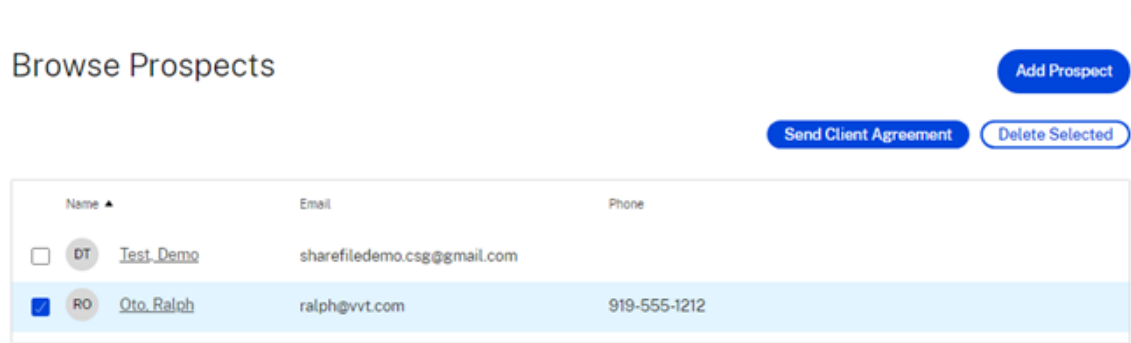 Browse Prospects
Add Prospect
Send Client Agreement Delete Selected
Name ▲ Email Phone
DT Test, Demo sharefiledemo.csg@gmail.com
RO Oto, Ralph ralph@vvt.com 919-555-1212